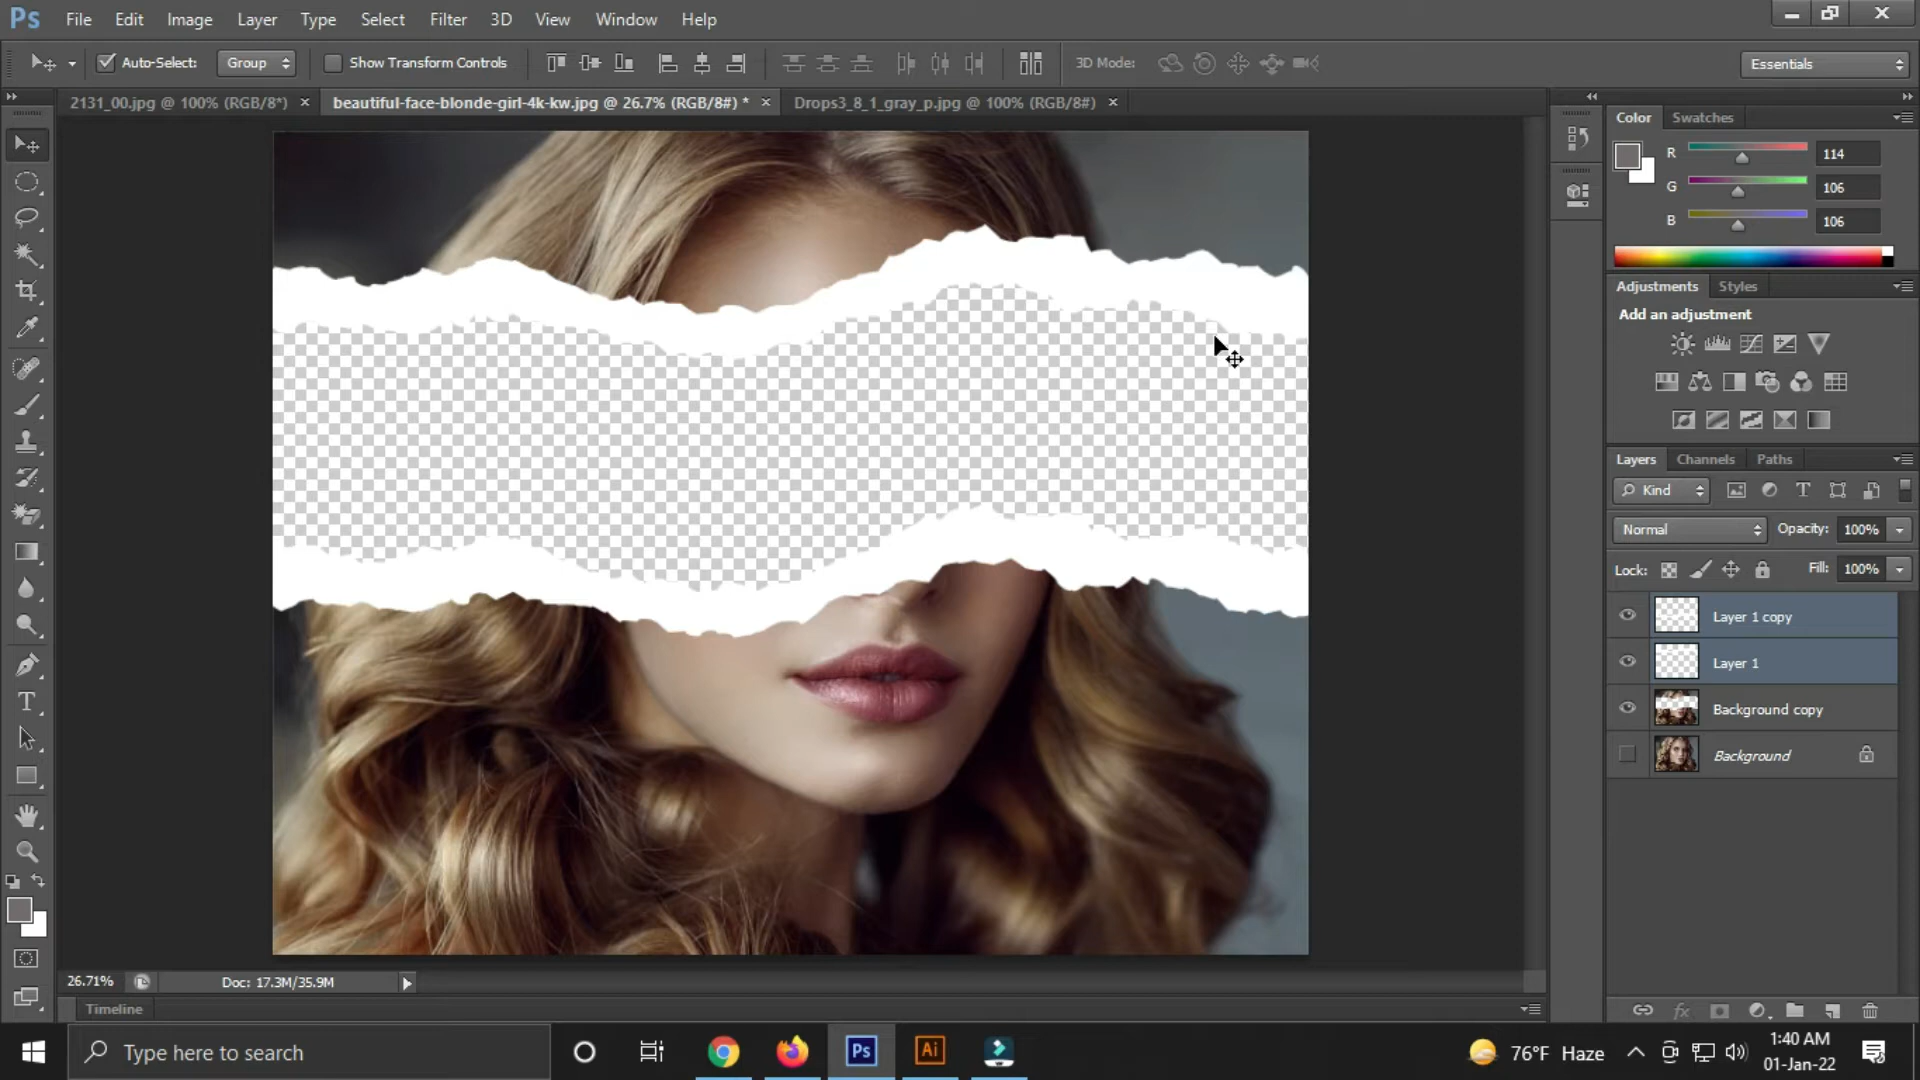 Ps File Edit Image Layer Type Select Filter 3D View Window Help
Auto-Select: Group Show Transform Controls 3D Mode: Essentials
2131_00.jpg @ 100% (RGB/8*) × beautiful-face-blonde-girl-4k-kw.jpg @ 26.7% (RGB/8#) * × Drops3_8_1_gray_p.jpg @ 100% (RGB/8#) ×
Color Swatches
R 114
G 106
B 106
Adjustments Styles
Add an adjustment
Layers Channels Paths
Kind
Normal Opacity: 100%
Lock: Fill: 100%
Layer 1 copy
Layer 1
Background copy
Background
26.71% Doc: 17.3M/35.9M
Timeline
Type here to search
Ps
Ai
76°F Haze
1:40 AM
01-Jan-22